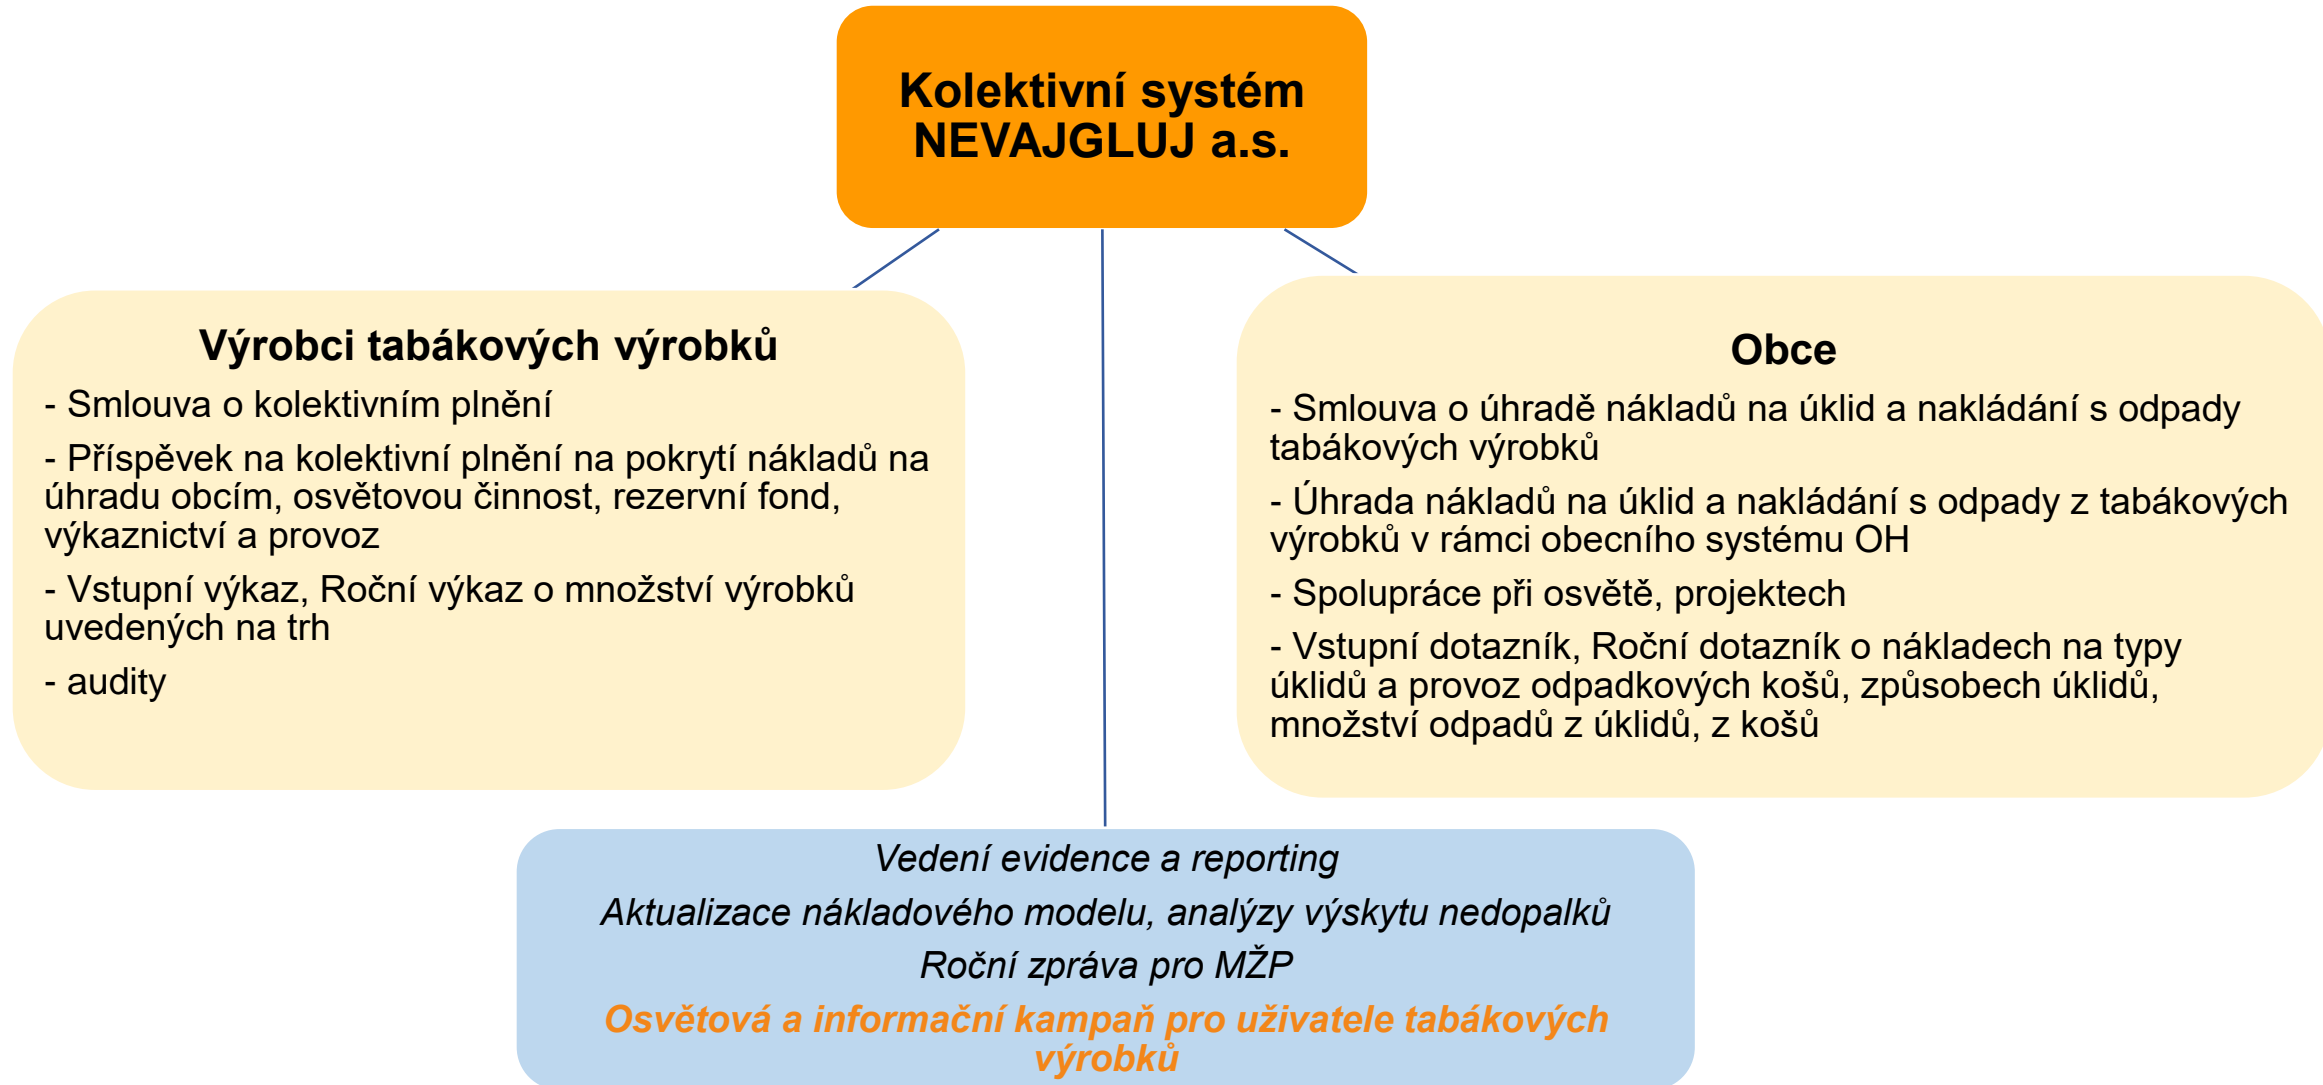 Kolektivní systém
NEVAJGLUJ a.s.
Výrobci tabákových výrobků
- Smlouva o kolektivním plnění
- Příspěvek na kolektivní plnění na pokrytí nákladů na
úhradu obcím, osvětovou činnost, rezervní fond,
výkaznictví a provoz
- Vstupní výkaz, Roční výkaz o množství výrobků
uvedených na trh
- audity
Obce
- Smlouva o úhradě nákladů na úklid a nakládání s odpady
tabákových výrobků
- Úhrada nákladů na úklid a nakládání s odpady z tabákových
výrobků v rámci obecního systému OH
- Spolupráce při osvětě, projektech
- Vstupní dotazník, Roční dotazník o nákladech na typy
úklidů a provoz odpadkových košů, způsobech úklidů,
množství odpadů z úklidů, z košů
Vedení evidence a reporting
Aktualizace nákladového modelu, analýzy výskytu nedopalků
Roční zpráva pro MŽP
Osvětová a informační kampaň pro uživatele tabákových
výrobků